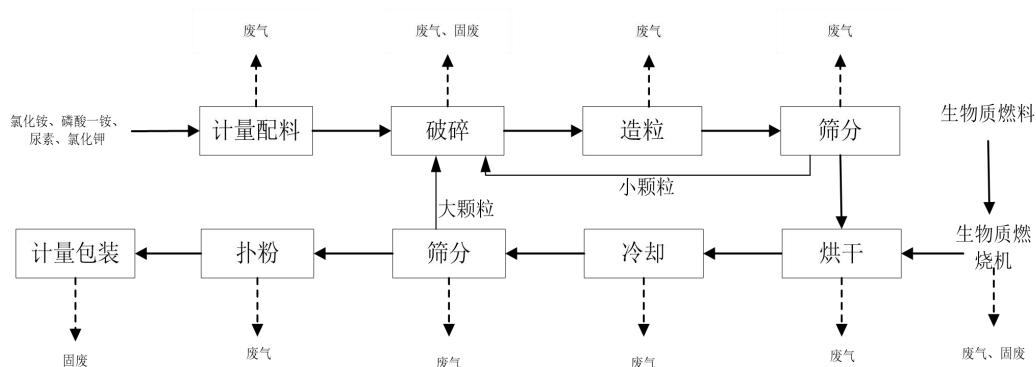 废气
废气、固废
废气
废气
氯化铵、磷酸一铵、
尿素、氯化钾
计量配料
破碎
造粒
筛分
生物质燃料
小颗粒
大颗粒
计量包装
扑粉
筛分
冷却
烘干
生物质燃
烧机
固废
废气
废气
废气
废气
废气、固废